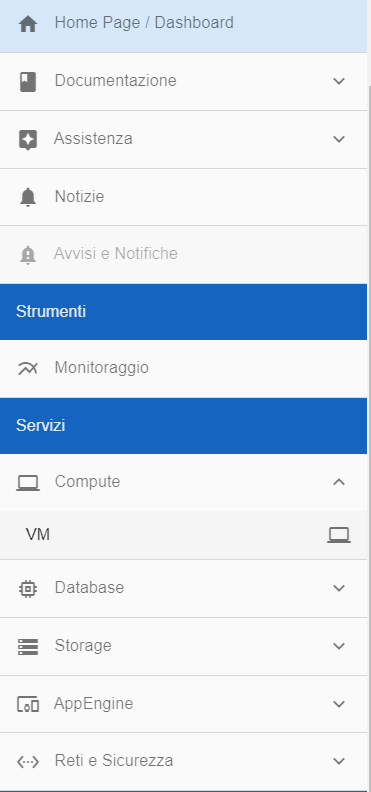 Home Page / Dashboard
Documentazione
Assistenza
Notizie
Avvisi e Notifiche
Strumenti
Monitoraggio
Servizi
Compute
VM
Database
Storage
AppEngine
Reti e Sicurezza